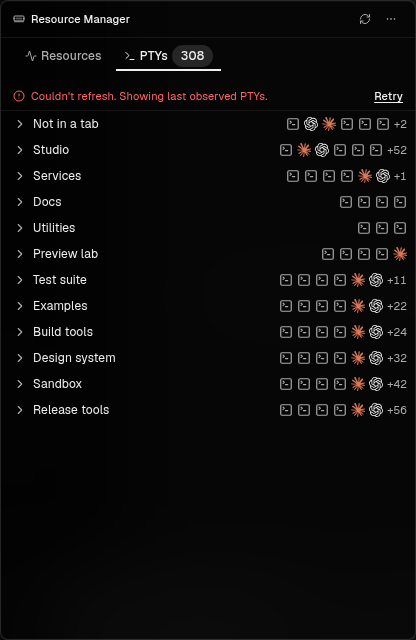 Resource Manager
Resources
PTYs 308
Couldn't refresh. Showing last observed PTYs. Retry
Not in a tab +2
Studio +52
Services +1
Docs
Utilities
Preview lab
Test suite +11
Examples +22
Build tools +24
Design system +32
Sandbox +42
Release tools +56